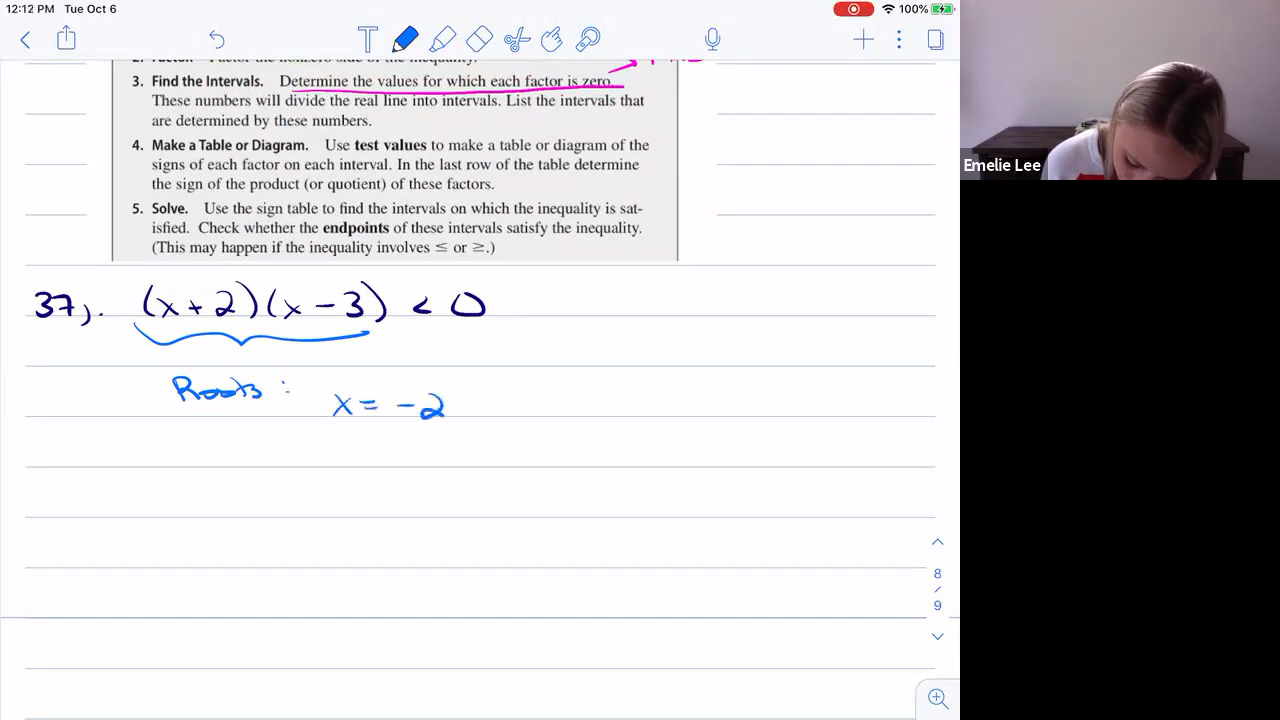 12:12 PM Tue Oct 6
100%
3. Find the Intervals. Determine the values for which each factor is zero.
These numbers will divide the real line into intervals. List the intervals that
are determined by these numbers.
4. Make a Table or Diagram. Use test values to make a table or diagram of the
signs of each factor on each interval. In the last row of the table determine
the sign of the product (or quotient) of these factors.
5. Solve. Use the sign table to find the intervals on which the inequality is sat-
isfied. Check whether the endpoints of these intervals satisfy the inequality.
(This may happen if the inequality involves ≤ or ≥.)
37). (x+2)(x-3) < 0
Roots :
x = -2
8
/
9
Emelie Lee